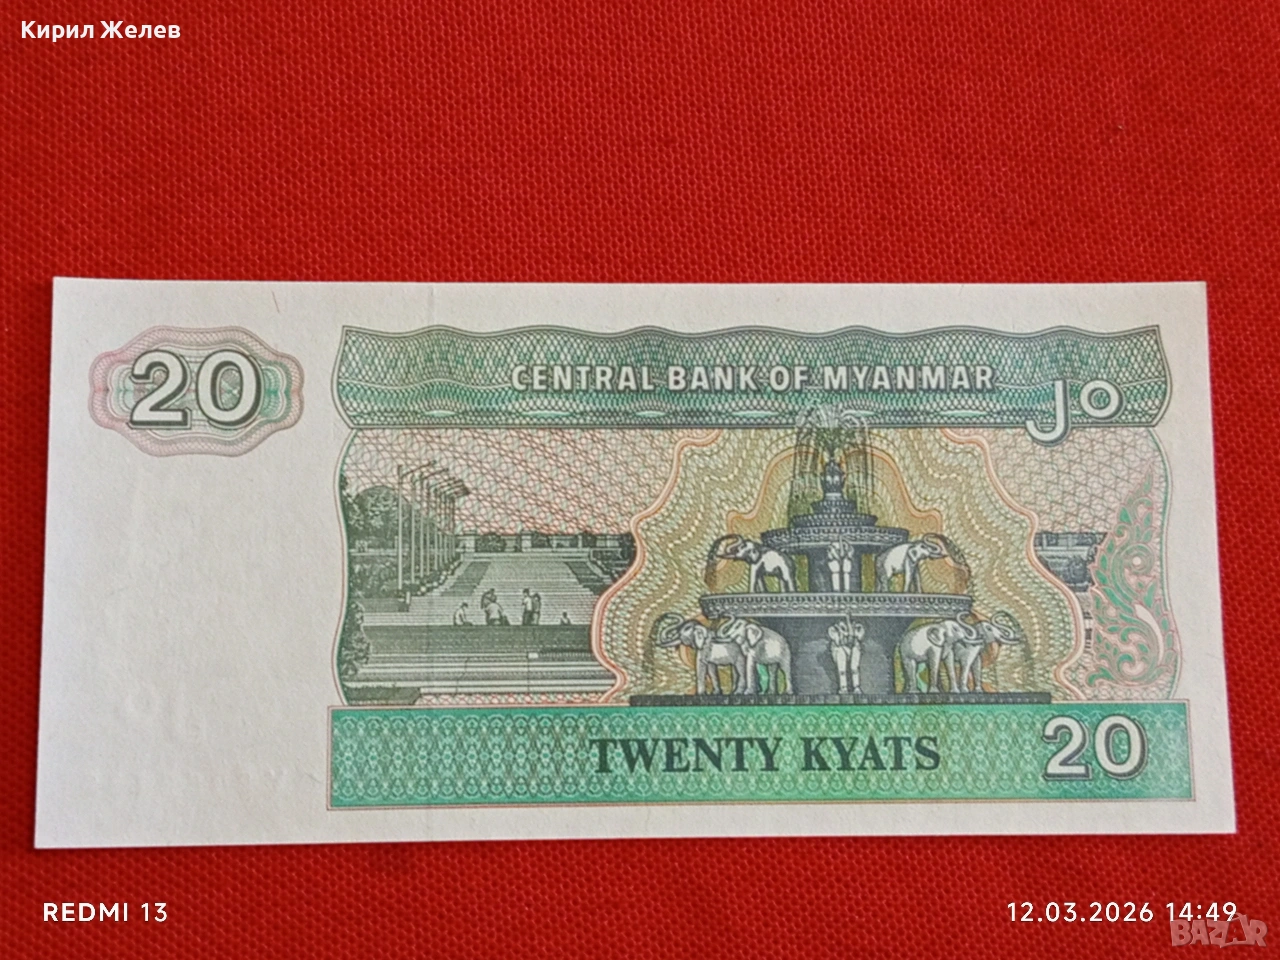 Кирил Желев
20
CENTRAL BANK OF MYANMAR
၂၀
TWENTY KYATS
20
REDMI 13
12.03.2026 14:49
BAZAR